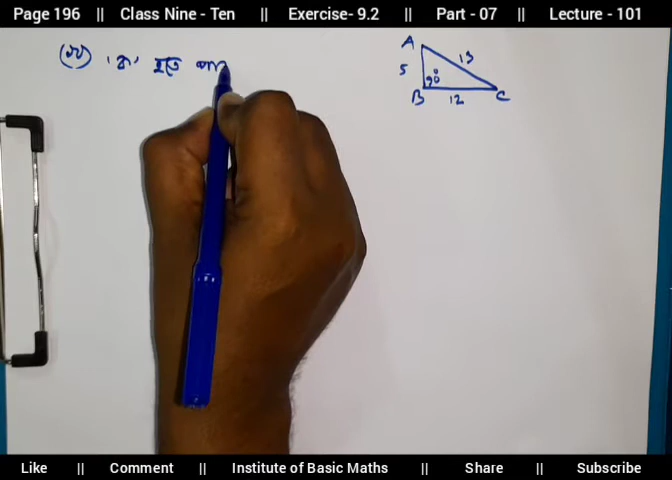 Page 196 || Class Nine - Ten || Exercise- 9.2 || Part - 07 || Lecture - 101
'ক' হতে পাই
A
13
5
90°
B 12 C
Like || Comment || Institute of Basic Maths || Share || Subscribe